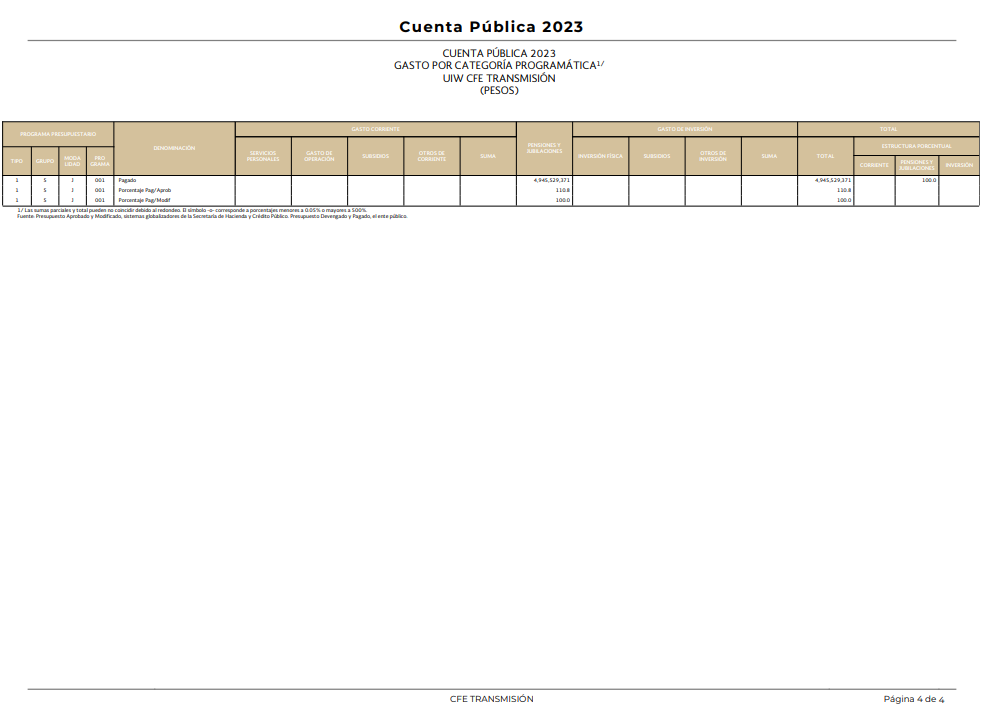 Cuenta Pública 2023
CUENTA PÚBLICA 2023
GASTO POR CATEGORÍA PROGRAMÁTICA1/
UIW CFE TRANSMISIÓN
(PESOS)
PROGRAMA PRESUPUESTARIO
DENOMINACIÓN
GASTO CORRIENTE
PENSIONES Y JUBILACIONES
GASTO DE INVERSIÓN
TOTAL
TIPO GRUPO MODA LIDAD PRO GRAMA
SERVICIOS PERSONALES GASTO DE OPERACIÓN SUBSIDIOS OTROS DE CORRIENTE SUMA
INVERSIÓN FÍSICA SUBSIDIOS OTROS DE INVERSIÓN SUMA
TOTAL ESTRUCTURA PORCENTUAL
CORRIENTE PENSIONES Y JUBILACIONES INVERSIÓN
1 5 J 001 Pagado 4,945,529,371 4,945,529,371 100.0
1 5 J 001 Porcentaje Pag/Aprob 110.8 110.8
1 5 J 001 Porcentaje Pag/Modif 100.0 100.0
1/ Las sumas parciales y total pueden no coincidir debido al redondeo. El símbolo -o- corresponde a porcentajes menores a 0.05% o mayores a 500%.
Fuente: Presupuesto Aprobado y Modificado, sistemas globalizadores de la Secretaría de Hacienda y Crédito Público. Presupuesto Devengado y Pagado, el ente público.
CFE TRANSMISIÓN Página 4 de 4